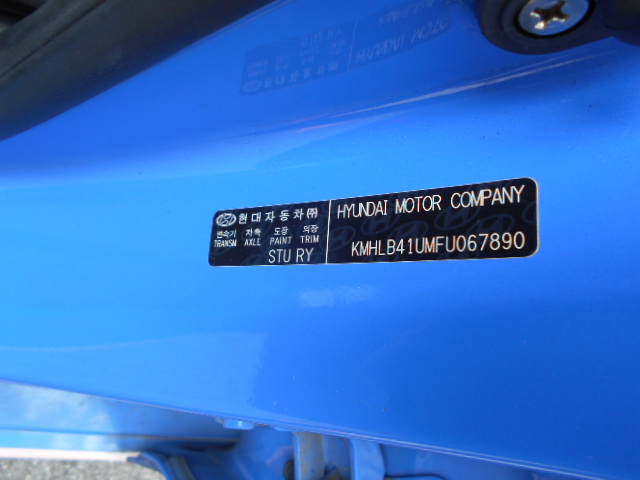 현대자동차㈜
변속기 차축 도장 외장
TRANSM AXLE PAINT TRIM
STU RY
HYUNDAI MOTOR COMPANY
KMHLB41UMFU067890